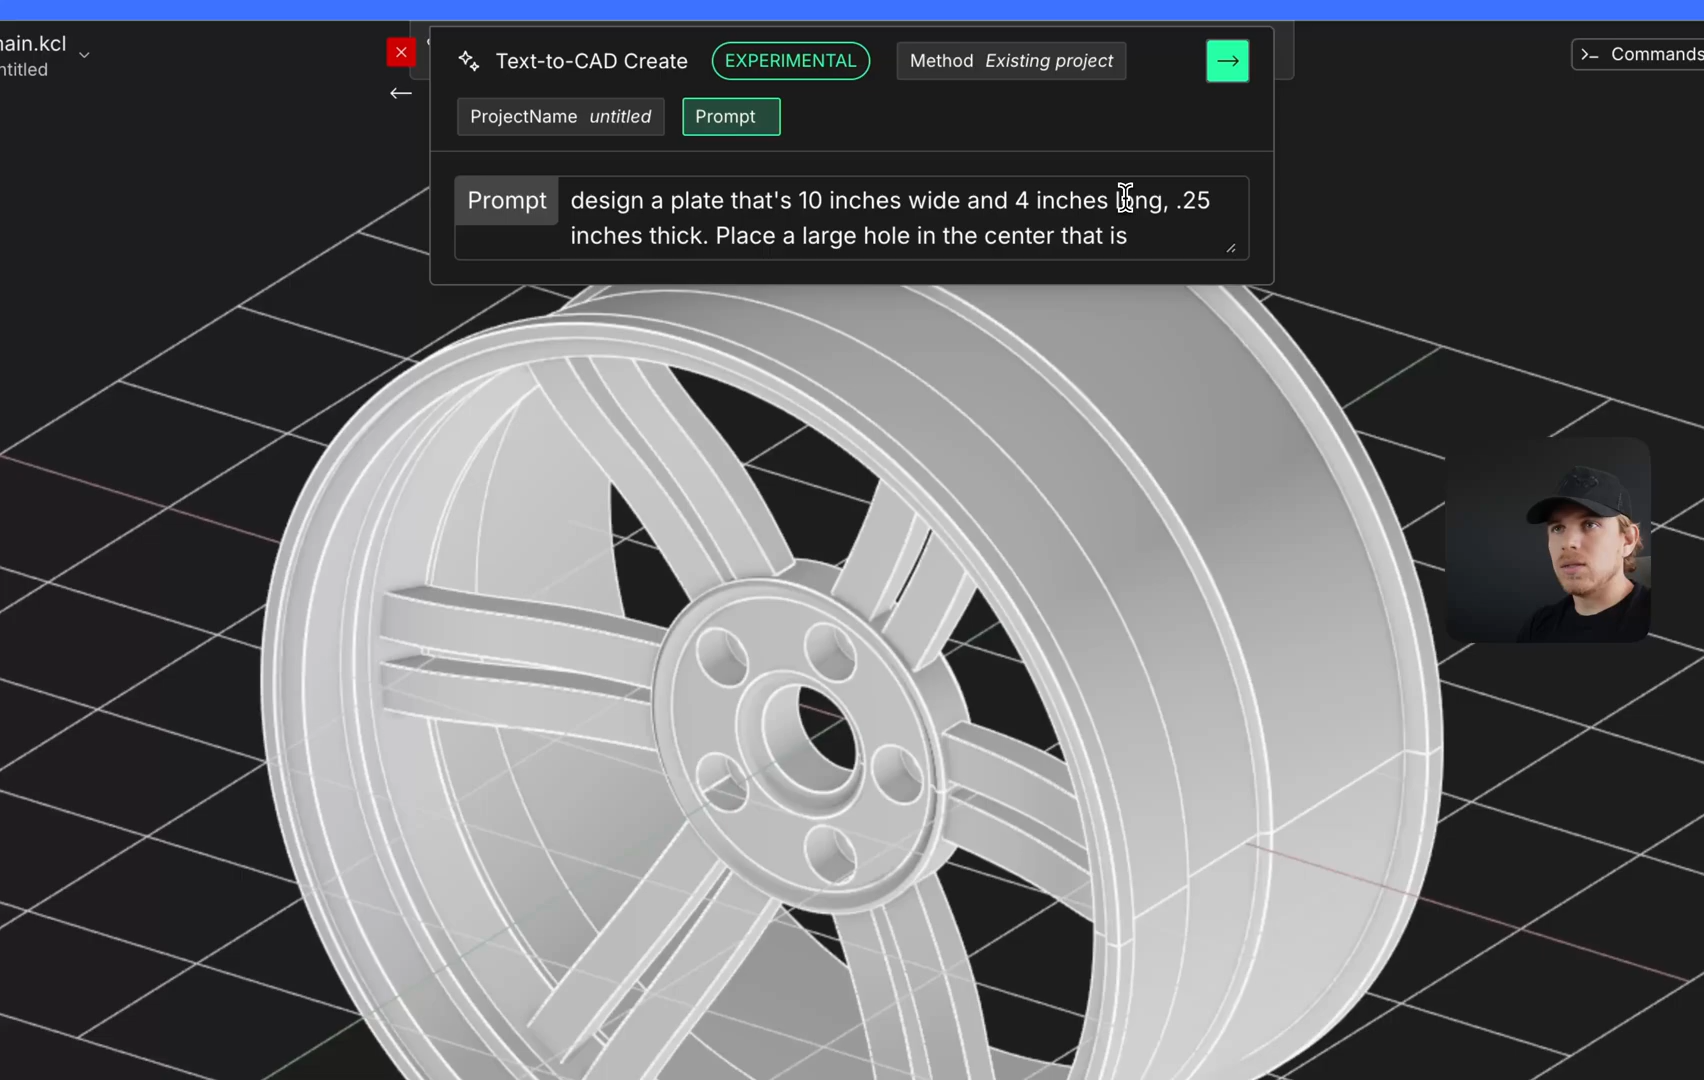 ain.kcl
ntitled
Text-to-CAD Create
EXPERIMENTAL
Method Existing project
Commands
ProjectName untitled
Prompt
Prompt
design a plate that's 10 inches wide and 4 inches long, .25
inches thick. Place a large hole in the center that is